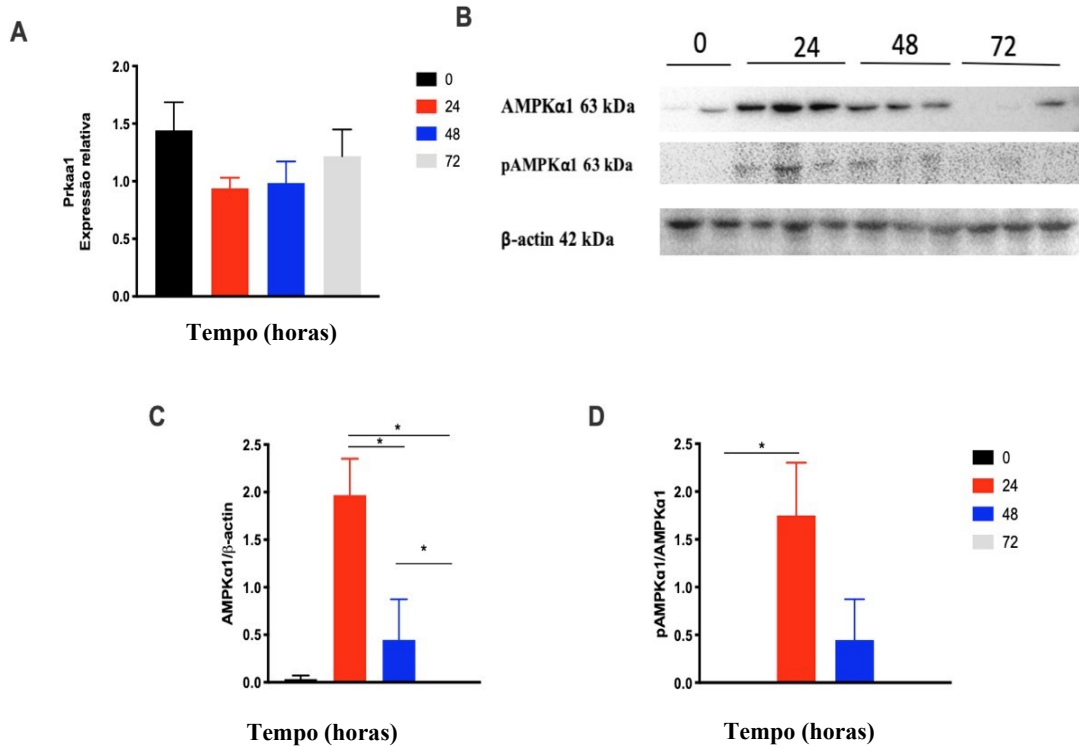 A
2.0
1.5
1.0
0.5
0.0
Prkaa1
Expressão relativa
Tempo (horas)
0
24
48
72
B
0 24 48 72
AMPKα1 63 kDa
pAMPKα1 63 kDa
β-actin 42 kDa
C
2.5
2.0
1.5
1.0
0.5
0.0
AMPKα1/β-actin
*
*
*
Tempo (horas)
D
2.5
2.0
1.5
1.0
0.5
0.0
pAMPKα1/AMPKα1
*
Tempo (horas)
0
24
48
72